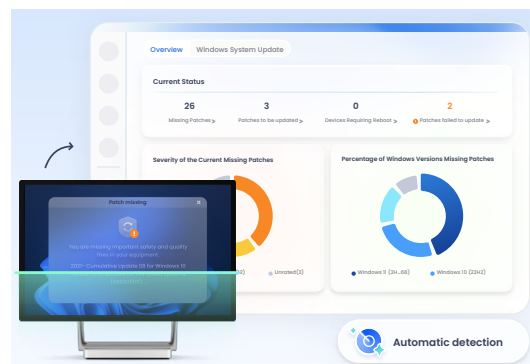 Overview Windows System Update
Current Status
26 3 0 2
Missing Patches > Patches to be updated > Devices Requiring Reboot > Patches failed to update >
Severity of the Current Missing Patches
Percentage of Windows Versions Missing Patches
Unrated(3)
Windows 11 (2H..68) Windows 10 (22H2)
Patch missing
You are missing important safety and quality
fixes in your equipment.
Cumulative Update for Windows 10
Automatic detection